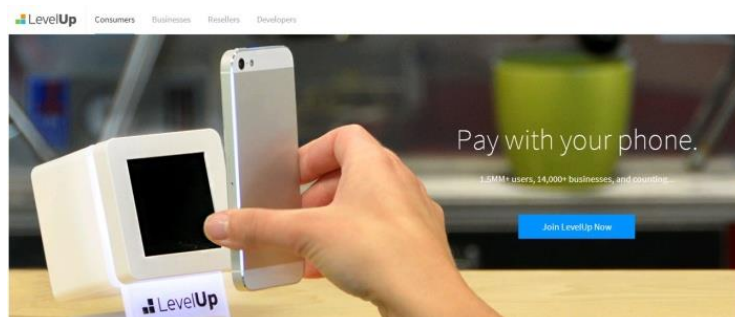 LevelUp
Consumers Businesses Resellers Developers
Pay with your phone.
1.5MM+ users, 14,000+ businesses, and counting...
Join LevelUp Now
LevelUp